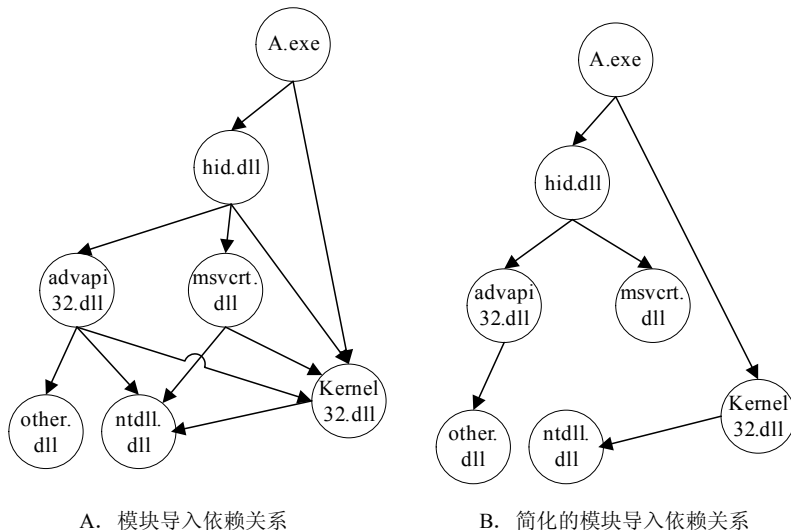 A.exe
hid.dll
advapi
32.dll
msvcrt.
dll
other.
dll
ntdll.
dll
Kernel
32.dll
A. 模块导入依赖关系
A.exe
hid.dll
advapi
32.dll
msvcrt.
dll
other.
dll
ntdll.
dll
Kernel
32.dll
B. 简化的模块导入依赖关系